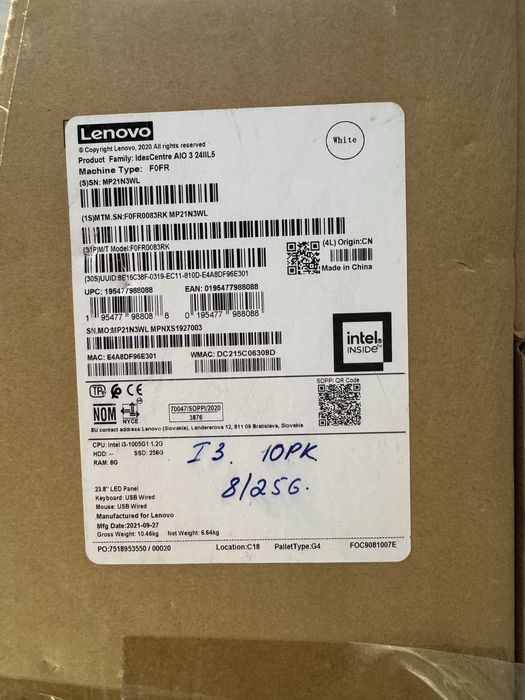 Lenovo
White
© Copyright Lenovo, 2020 All rights reserved
Product Family: IdeaCentre AIO 3 24IIL5
Machine Type: F0FR
(S)SN: MP21N3WL
(1S)MTM.SN:F0FR0083RK MP21N3WL
(31P)M/T Model:F0FR0083RK
(4L) Origin:CN
Made in China
(30S)UUID:6E16C38F-0319-EC11-810D-E4A8DF96E301
UPC: 195477988088 EAN: 0195477988088
1 95477 98808 8 0 195477 988088
SN.MO:MP21N3WL MPNXS1927003
MAC: E4A8DF96E301 WMAC: DC215C06308D
intel.
INSIDE™
SDPPI QR Code
CE
NOM NYCE
70047/SDPPI/2020
3876
EU contact address: Lenovo (Slovakia), Landererova 12, 811 09 Bratislava, Slovakia
CPU: Intel i3-1005G1 1.2G
HDD: -- SSD: 256G
RAM: 8G
I3. 10PK
8/256.
23.8" LED Panel
Keyboard: USB Wired
Mouse: USB Wired
Manufactured for Lenovo
Mfg Date:2021-09-27
Gross Weight: 10.46kg Net Weight: 6.64kg
PO:7518953550 / 00020 Location:C18 PalletType:G4 FOC9081007E